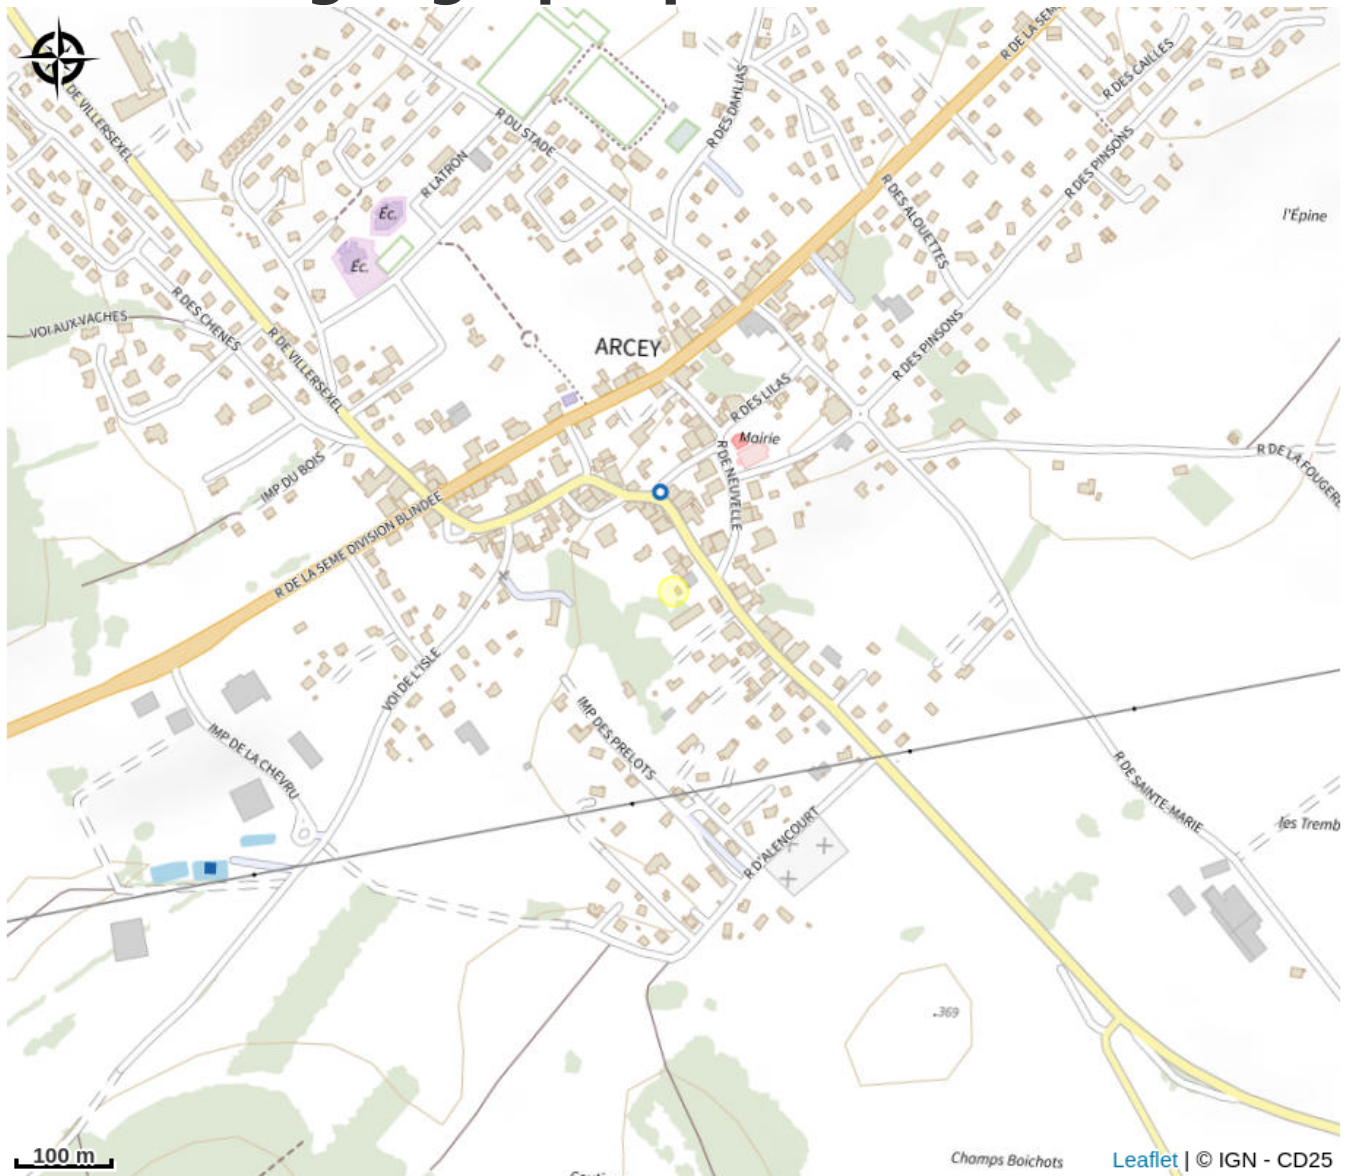 R DE LA 5EME
R DES CAILLES
DE VILLERSEXEL
R DES DAHLIAS
R DU STADE
R LATRON
R DES PINSONS
R DES ALOUETTES
Éc.
l'Épine
Éc.
VOI AUX-VACHES
R DES CHENES
R DE VILLERSEXEL
ARCEY
R DES PINSONS
R DES LILAS
Mairie
R DE NEUVELLE
R DE LA FOUGERE
IMP DU BOIS
R DE LA 5EME DIVISION BLINDEE
VOI DE L'ISLE
IMP DES PRELOTS
IMP DE LA CHEVRU
R DE SAINTE-MARIE
R D'ALENCOURT
les Tremb
.369
100 m
Champs Boichots
Leaflet | © IGN - CD25